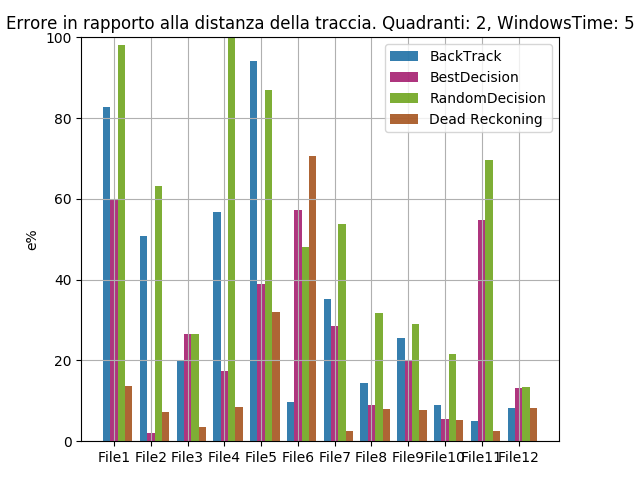 Errore in rapporto alla distanza della traccia. Quadranti: 2, WindowsTime: 5
100
80
60
40
20
0
e%
BackTrack
BestDecision
RandomDecision
Dead Reckoning
File1 File2 File3 File4 File5 File6 File7 File8 File9 File10 File11 File12